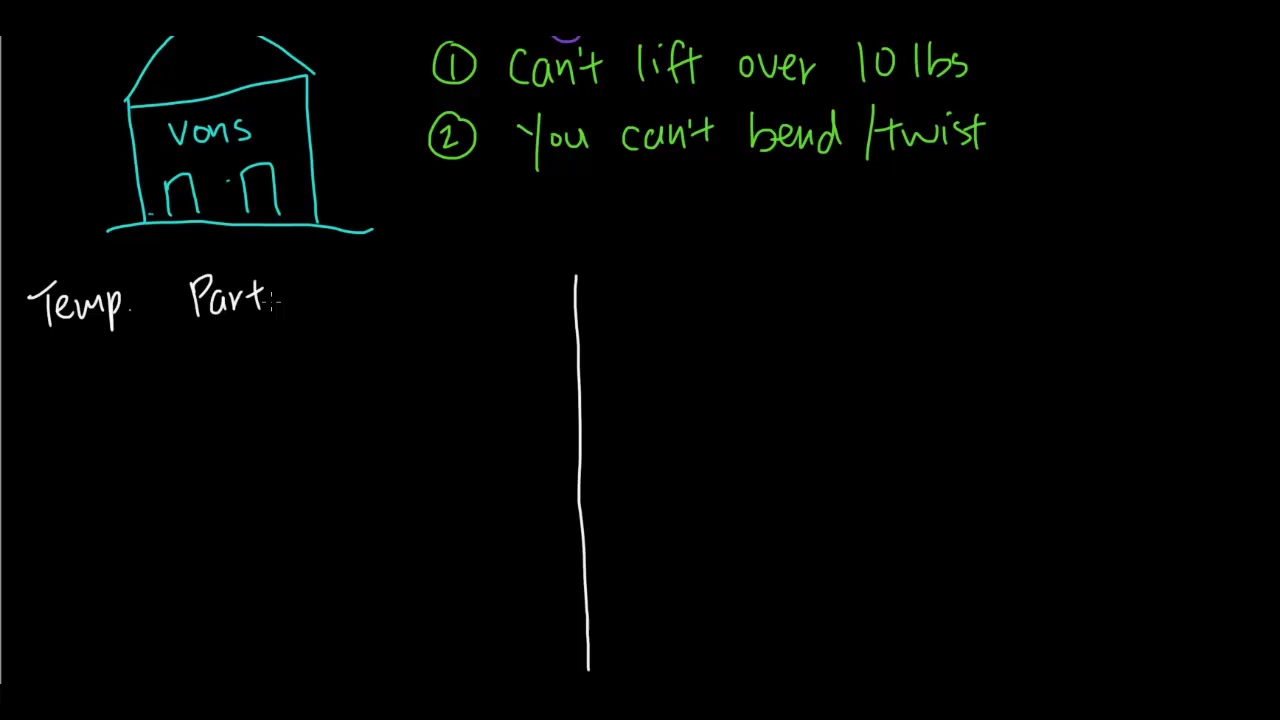 ① Can't lift over 10 lbs
vons
② You can't bend / twist
Temp. Part